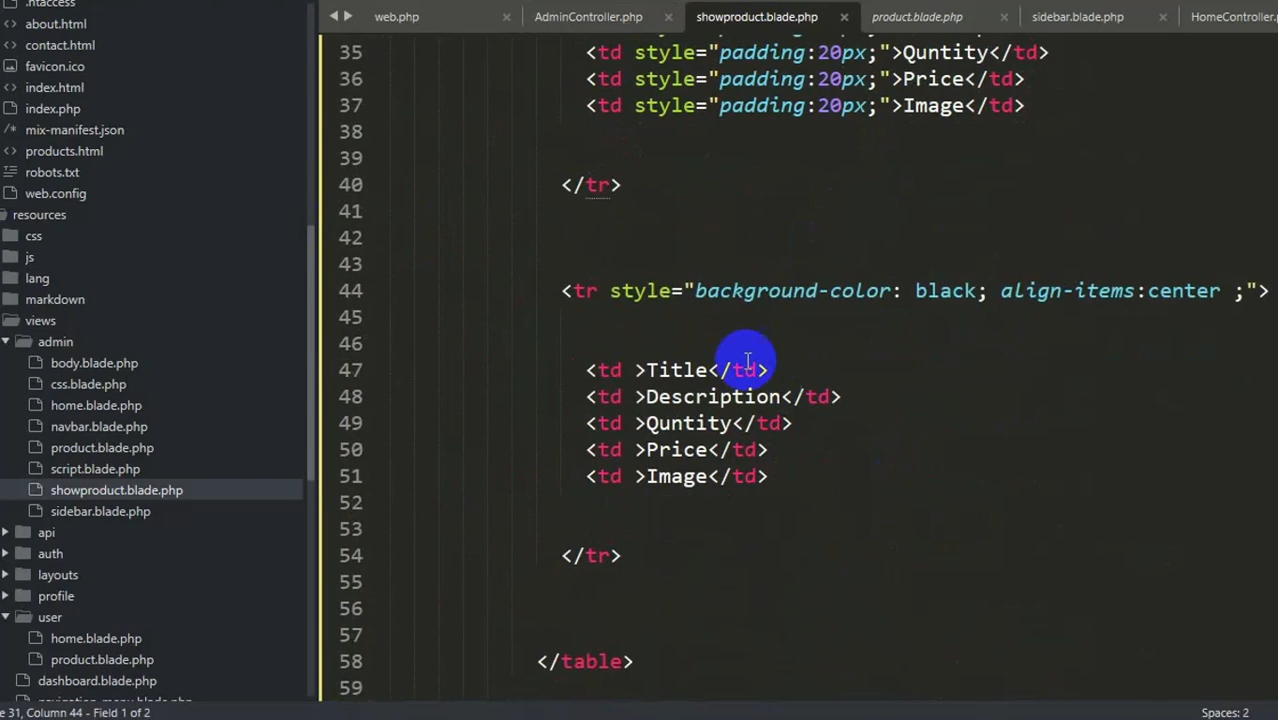 .htaccess
about.html
contact.html
favicon.ico
index.html
index.php
mix-manifest.json
products.html
robots.txt
web.config
resources
css
js
lang
markdown
views
admin
body.blade.php
css.blade.php
home.blade.php
navbar.blade.php
product.blade.php
script.blade.php
showproduct.blade.php
sidebar.blade.php
api
auth
layouts
profile
user
home.blade.php
product.blade.php
dashboard.blade.php
navigation-menu.blade.php
web.php
AdminController.php
showproduct.blade.php
product.blade.php
sidebar.blade.php
HomeController.
35 <td style="padding:20px;">Quntity</td>
36 <td style="padding:20px;">Price</td>
37 <td style="padding:20px;">Image</td>
38
39
40 </tr>
41
42
43
44 <tr style="background-color: black; align-items:center ;">
45
46
47 <td >Title</td>
48 <td >Description</td>
49 <td >Quntity</td>
50 <td >Price</td>
51 <td >Image</td>
52
53
54 </tr>
55
56
57
58 </table>
59
e 31, Column 44 - Field 1 of 2
Spaces: 2